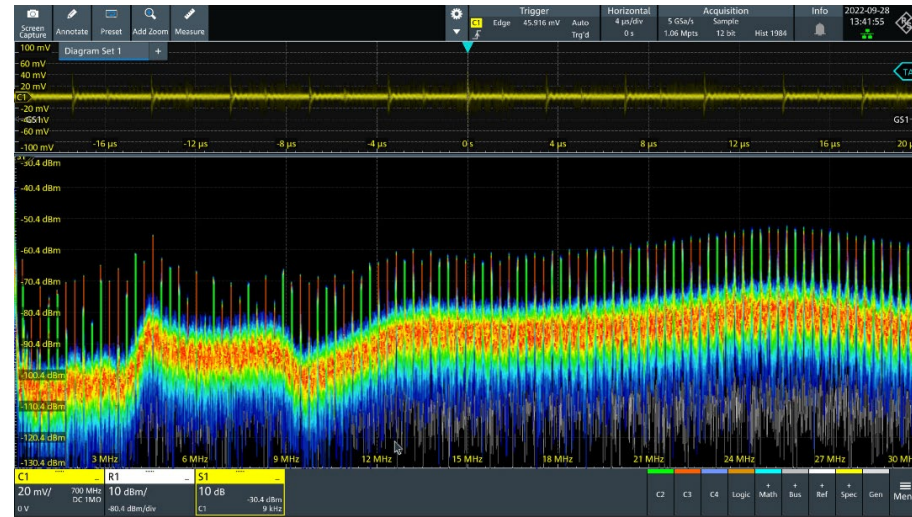 Trigger Horizontal Acquisition Info 2022-09-28
C1 Edge 45.916 mV Auto 4 µs/div 5 GSa/s Sample 13:41:55
Trig'd 0 s 1.06 Mpts 12 bit Hist 1984
Screen Capture Annotate Preset Add Zoom Measure
100 mV Diagram Set 1 +
60 mV
40 mV
20 mV
TA
C1
-20 mV
GS1
-60 mV
-100 mV -16 µs -12 µs -8 µs -4 µs 0 s 4 µs 8 µs 12 µs 16 µs 20 µ
-30.4 dBm
-40.4 dBm
-50.4 dBm
-60.4 dBm
-70.4 dBm
-80.4 dBm
-90.4 dBm
-100.4 dBm
-110.4 dBm
-120.4 dBm
-130.4 dBm 3 MHz 6 MHz 9 MHz 12 MHz 15 MHz 18 MHz 21 MHz 24 MHz 27 MHz 30 MH
C1 R1 S1
20 mV/ 700 MHz 10 dBm/ 10 dB
DC 1MΩ -30.4 dBm
0 V -80.4 dBm/div C1 9 kHz
C2 C3 C4 Logic + Math + Bus + Ref + Spec Gen Men